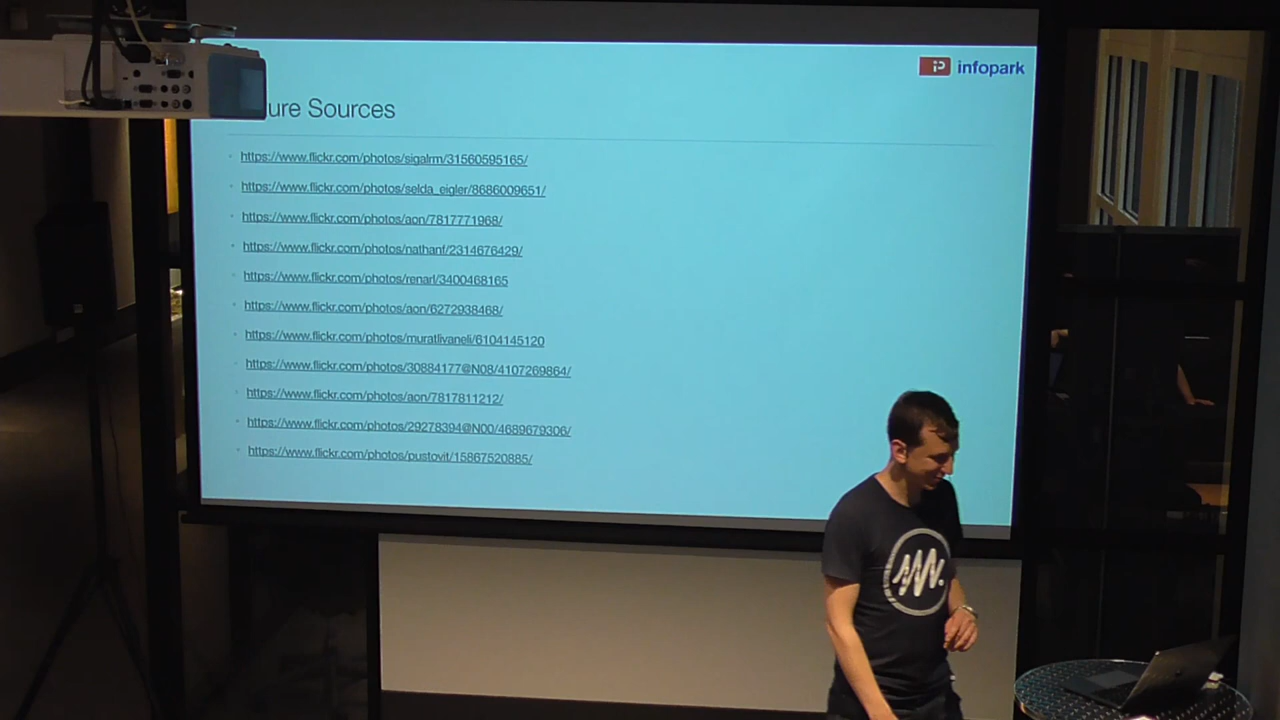 infopark
ure Sources
https://www.flickr.com/photos/sigalrm/31560595165/
https://www.flickr.com/photos/selda_eigler/8686009651/
https://www.flickr.com/photos/aon/7817771968/
https://www.flickr.com/photos/nathanf/2314676429/
https://www.flickr.com/photos/renarl/3400468165
https://www.flickr.com/photos/aon/6272938468/
https://www.flickr.com/photos/muratlivaneli/6104145120
https://www.flickr.com/photos/30884177@N08/4107269864/
https://www.flickr.com/photos/aon/7817811212/
https://www.flickr.com/photos/29278394@N00/4689679306/
https://www.flickr.com/photos/pustovit/15867520885/